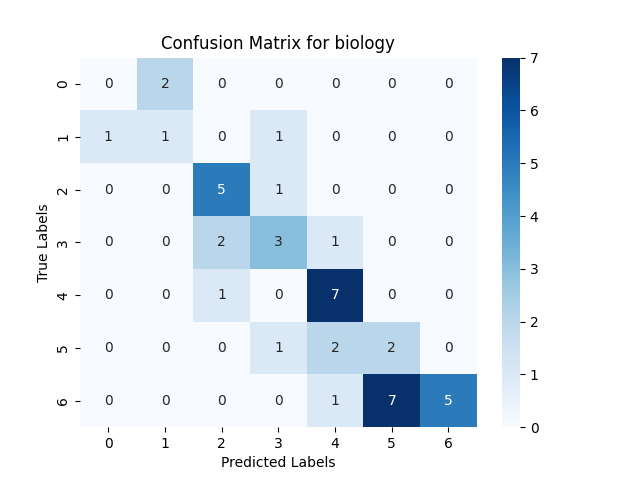 Confusion Matrix for biology
7
0 0 2 0 0 0 0 0
6
1 1 1 0 1 0 0 0
5
2 0 0 5 1 0 0 0
4
True Labels
3 0 0 2 3 1 0 0
3
4 0 0 1 0 7 0 0
2
5 0 0 0 1 2 2 0
1
6 0 0 0 0 1 7 5
0
0 1 2 3 4 5 6
Predicted Labels